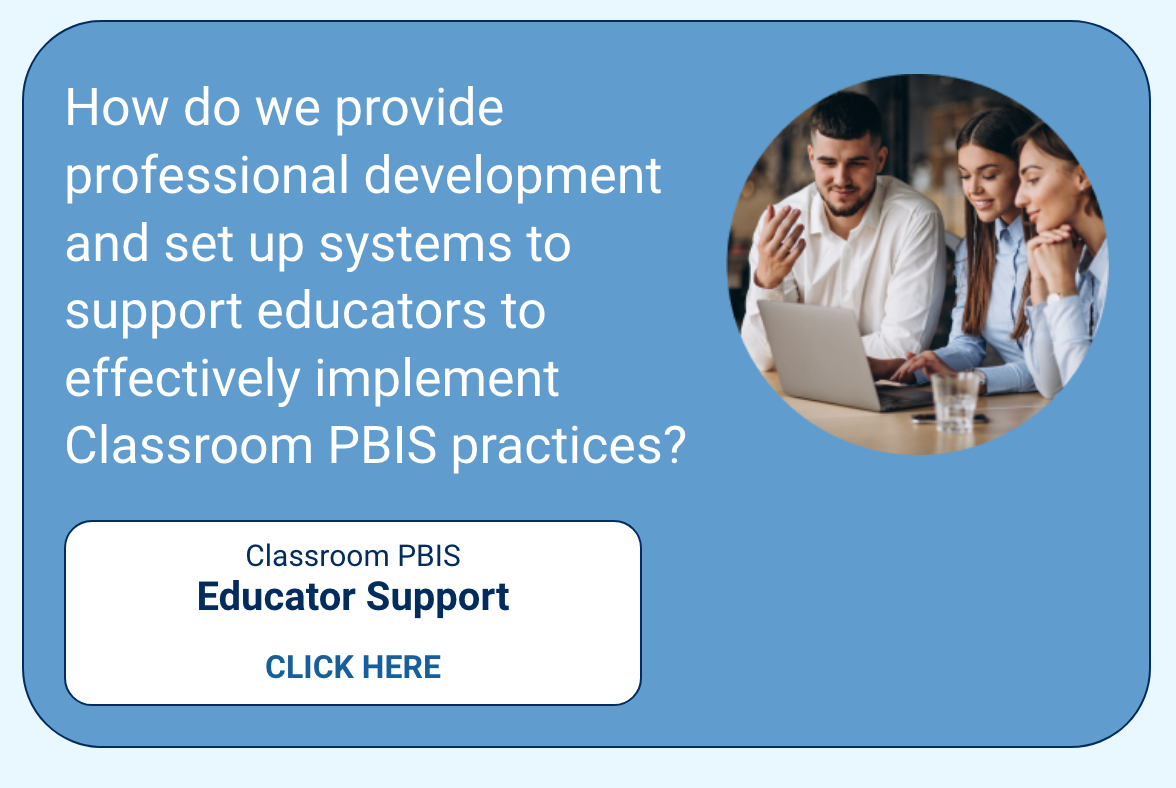 How do we provide
professional development
and set up systems to
support educators to
effectively implement
Classroom PBIS practices?
Classroom PBIS
Educator Support
CLICK HERE